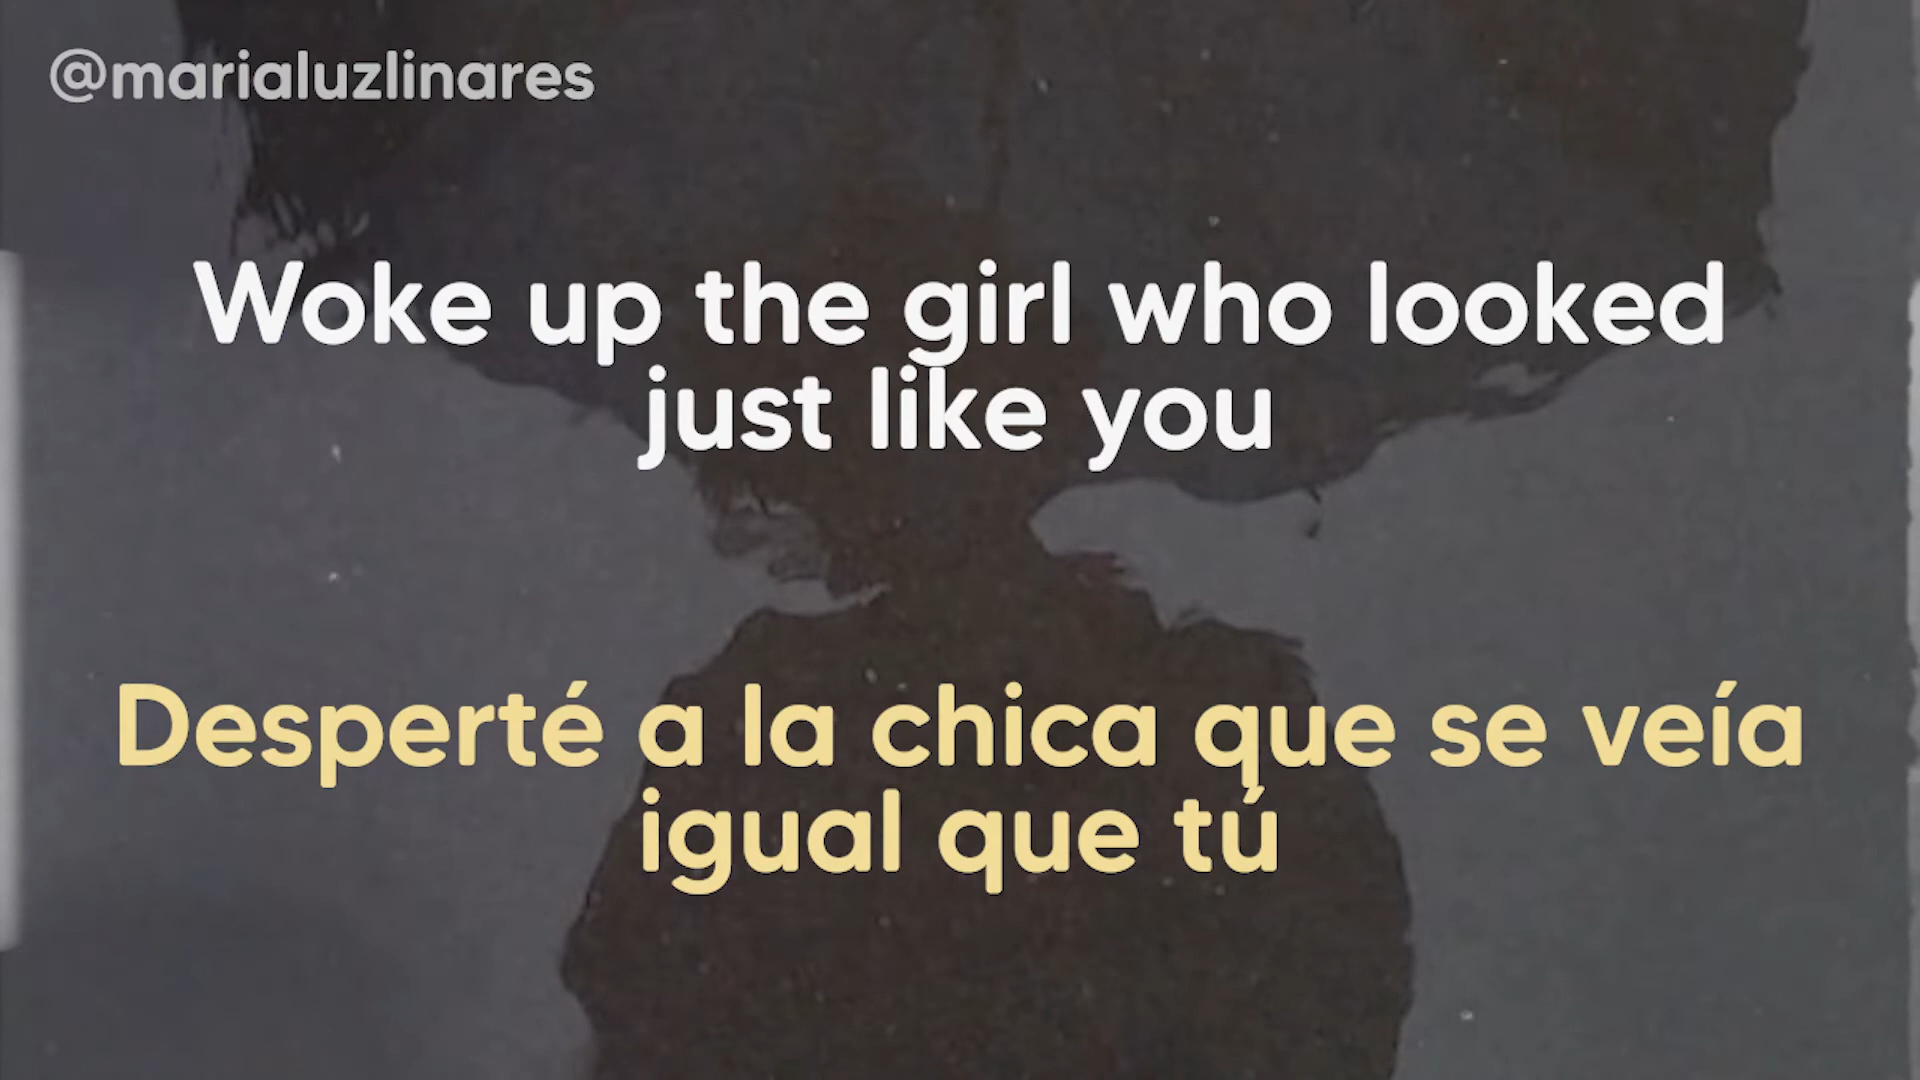 @marialuzlinares
Woke up the girl who looked
just like you
Desperté a la chica que se veía
igual que tú